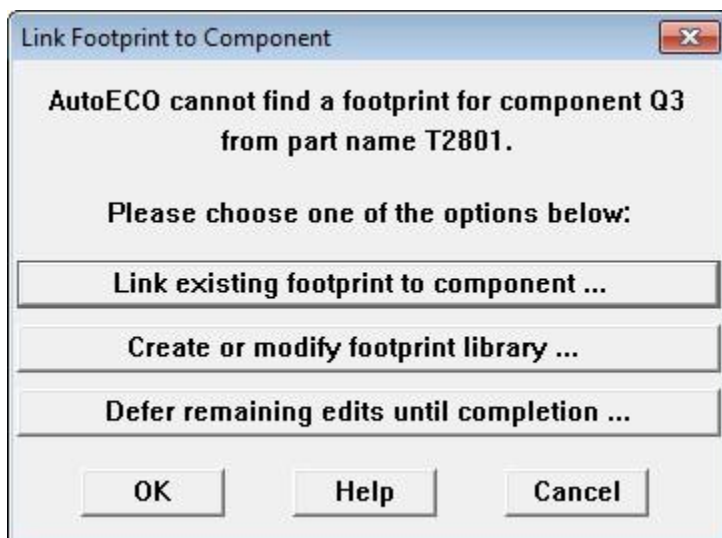 Link Footprint to Component
AutoECO cannot find a footprint for component Q3
from part name T2801.
Please choose one of the options below:
Link existing footprint to component ...
Create or modify footprint library ...
Defer remaining edits until completion ...
OK Help Cancel